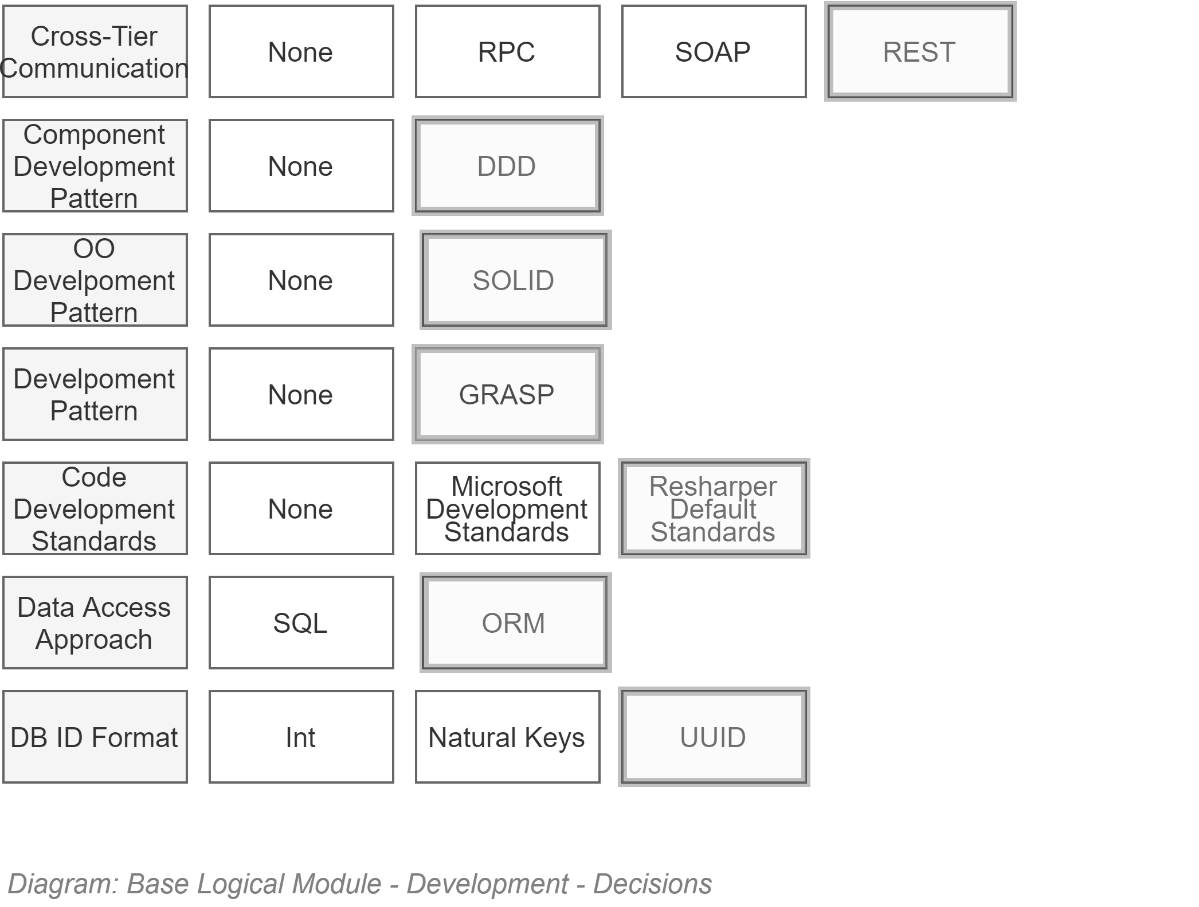 Cross-Tier
Communication
None
RPC
SOAP
REST
Component
Development
Pattern
None
DDD
OO
Develpoment
Pattern
None
SOLID
Develpoment
Pattern
None
GRASP
Code
Development
Standards
None
Microsoft
Development
Standards
Resharper
Default
Standards
Data Access
Approach
SQL
ORM
DB ID Format
Int
Natural Keys
UUID
Diagram: Base Logical Module - Development - Decisions